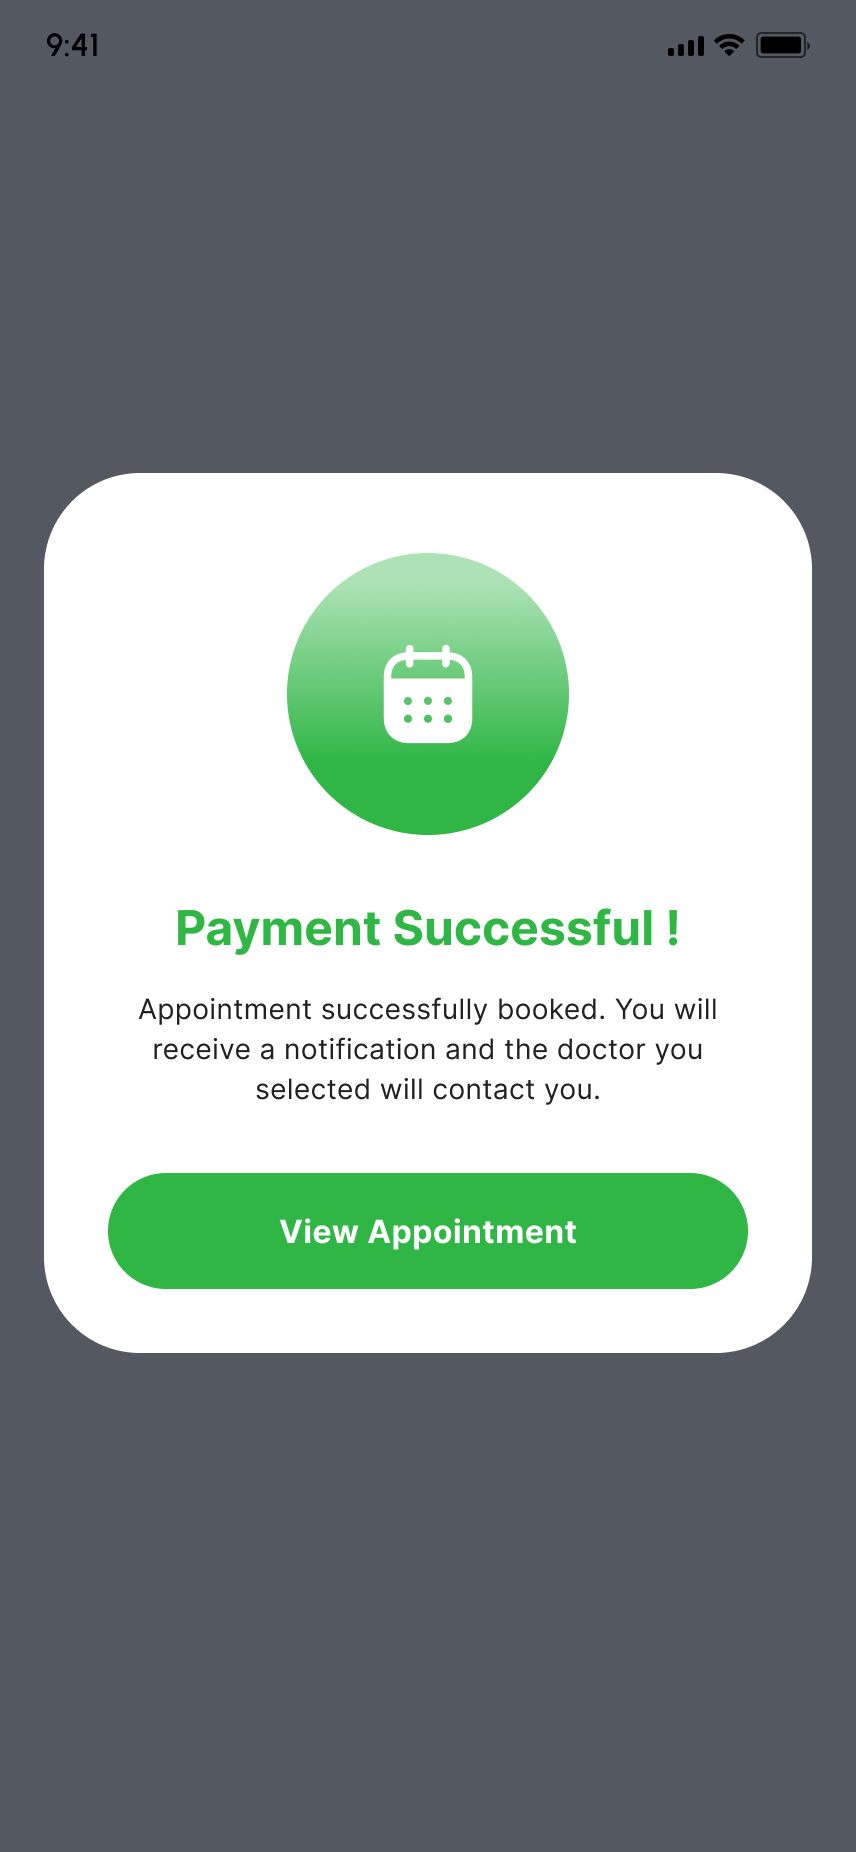 9:41
Payment Successful !
Appointment successfully booked. You will
receive a notification and the doctor you
selected will contact you.
View Appointment